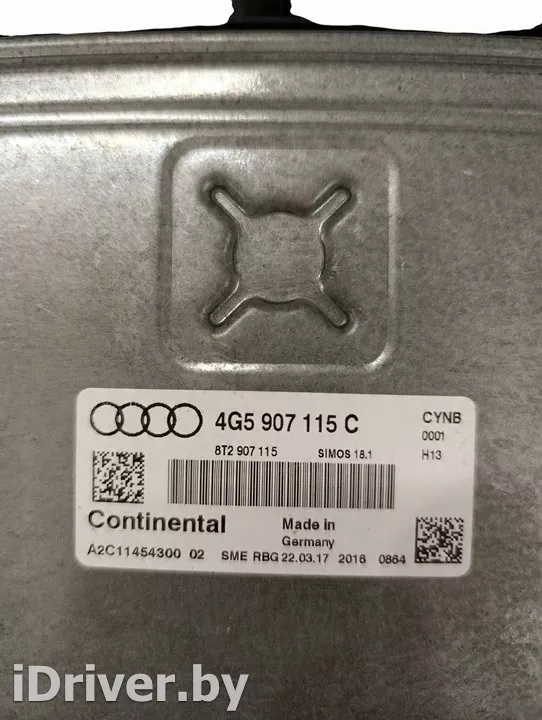 4G5 907 115 C
CYNB
0001
8T2 907 115 SIMOS 18.1 H13
Continental
Made in
Germany
A2C11454300 02 SME RBG 22.03.17 2016 0864
iDriver.by